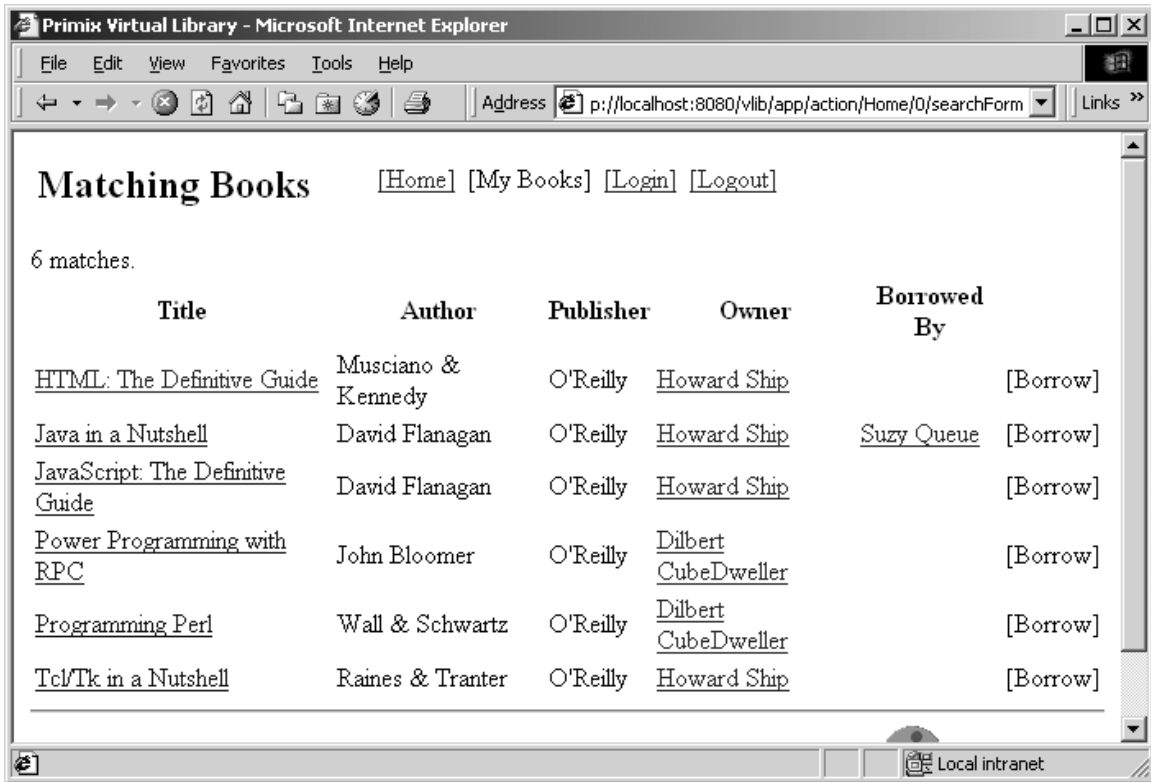 Primix Virtual Library - Microsoft Internet Explorer
File Edit View Favorites Tools Help
Address p://localhost:8080/vlib/app/action/Home/0/searchForm Links »
Matching Books [Home] [My Books] [Login] [Logout]
6 matches.
Title Author Publisher Owner Borrowed By
HTML: The Definitive Guide Musciano & Kennedy O'Reilly Howard Ship [Borrow]
Java in a Nutshell David Flanagan O'Reilly Howard Ship Suzy Queue [Borrow]
JavaScript: The Definitive Guide David Flanagan O'Reilly Howard Ship [Borrow]
Power Programming with RPC John Bloomer O'Reilly Dilbert CubeDweller [Borrow]
Programming Perl Wall & Schwartz O'Reilly Dilbert CubeDweller [Borrow]
Tcl/Tk in a Nutshell Raines & Tranter O'Reilly Howard Ship [Borrow]
Local intranet